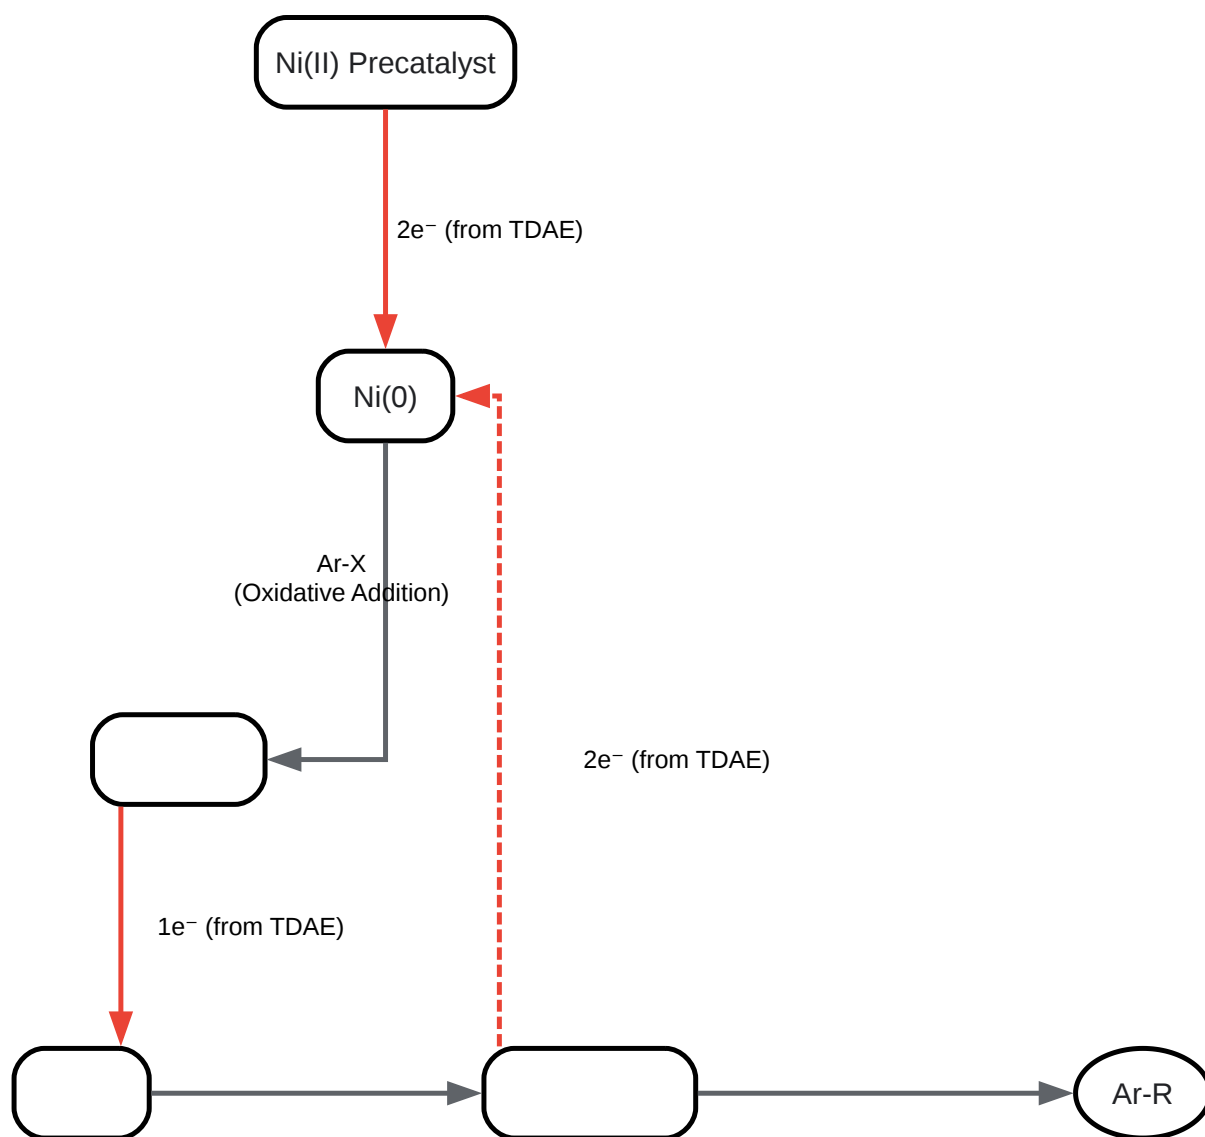 Ni(II) Precatalyst
2e⁻ (from TDAE)
Ni(0)
Ar-X
(Oxidative Addition)
2e⁻ (from TDAE)
1e⁻ (from TDAE)
Ar-R